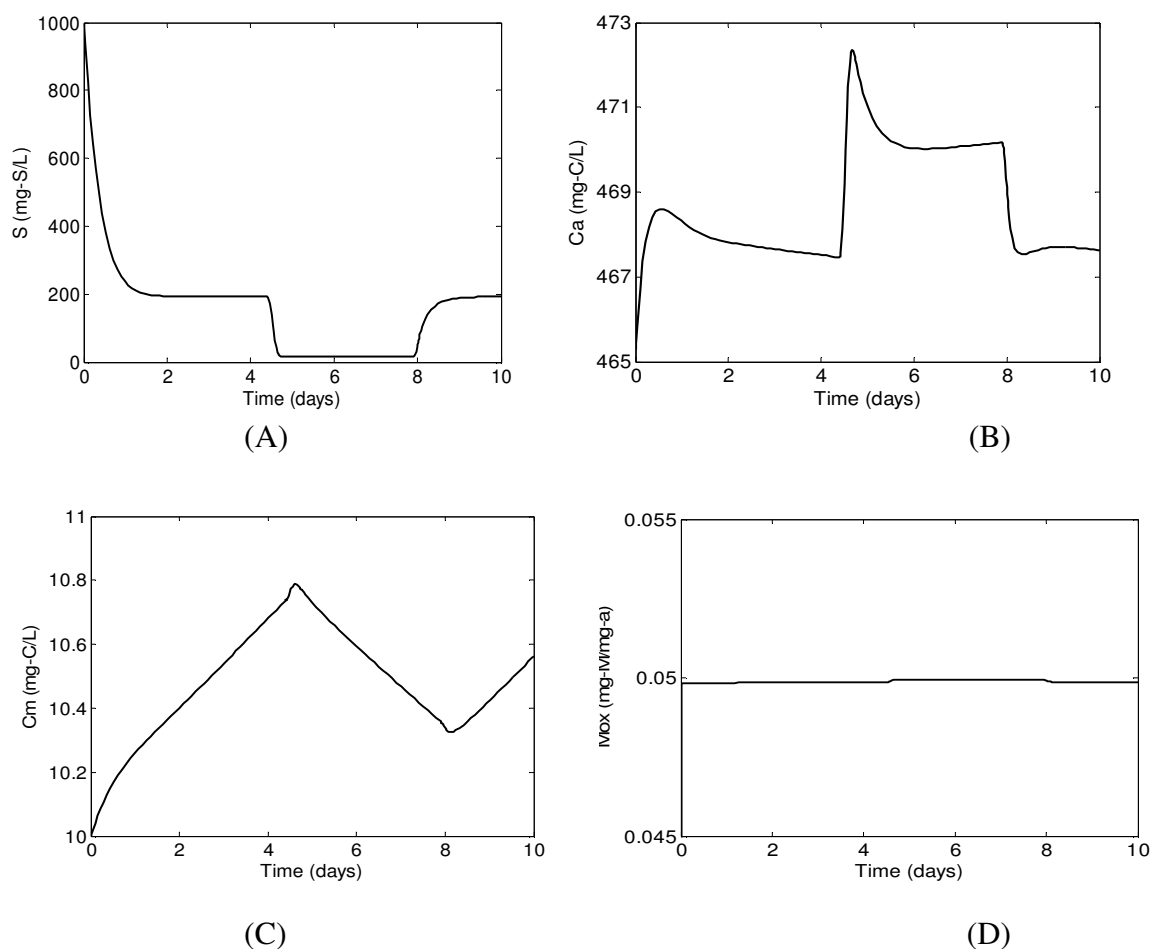 1000
800
600
400
200
0
S (mg-S/L)
0 2 4 6 8 10
Time (days)
(A)
473
471
469
467
465
Ca (mg-C/L)
0 2 4 6 8 10
Time (days)
(B)
11
10.8
10.6
10.4
10.2
10
Cm (mg-C/L)
0 2 4 6 8 10
Time (days)
(C)
0.055
0.05
0.045
Mox (mg-M/mg-a)
0 2 4 6 8 10
Time (days)
(D)